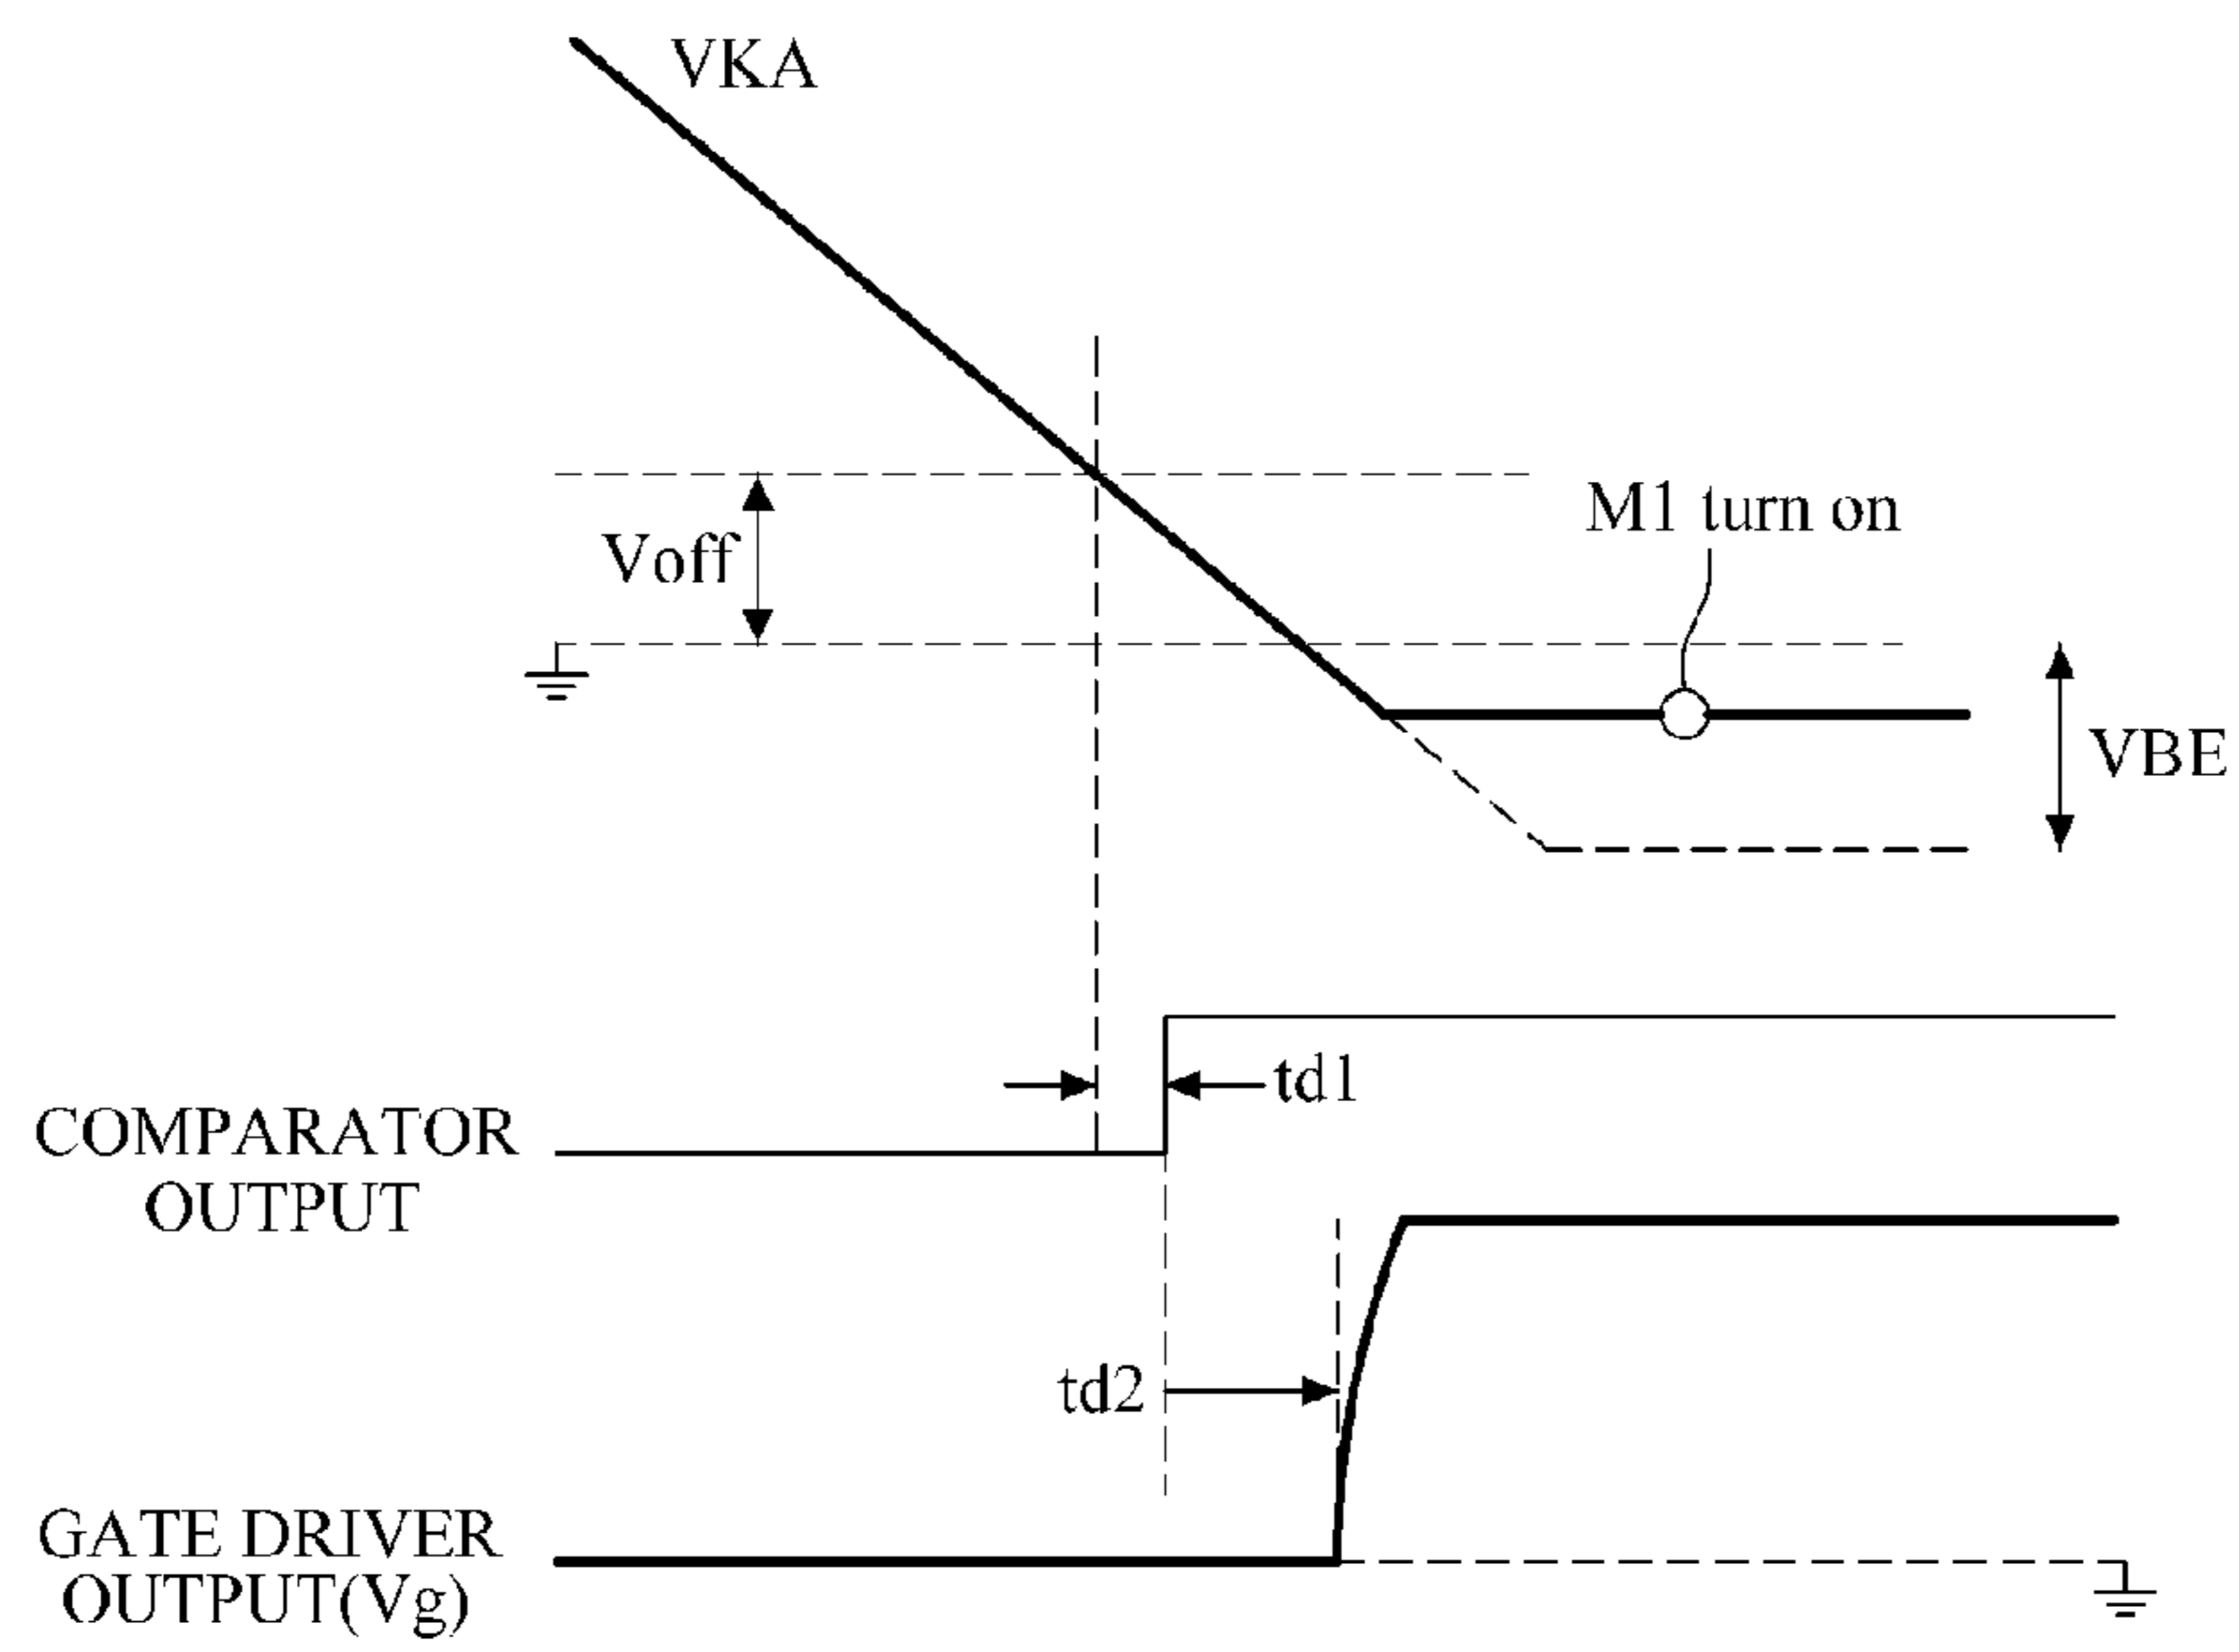 VKA
M1 turn on
Voff
VBE
td1
COMPARATOR
OUTPUT
td2
GATE DRIVER
OUTPUT(Vg)